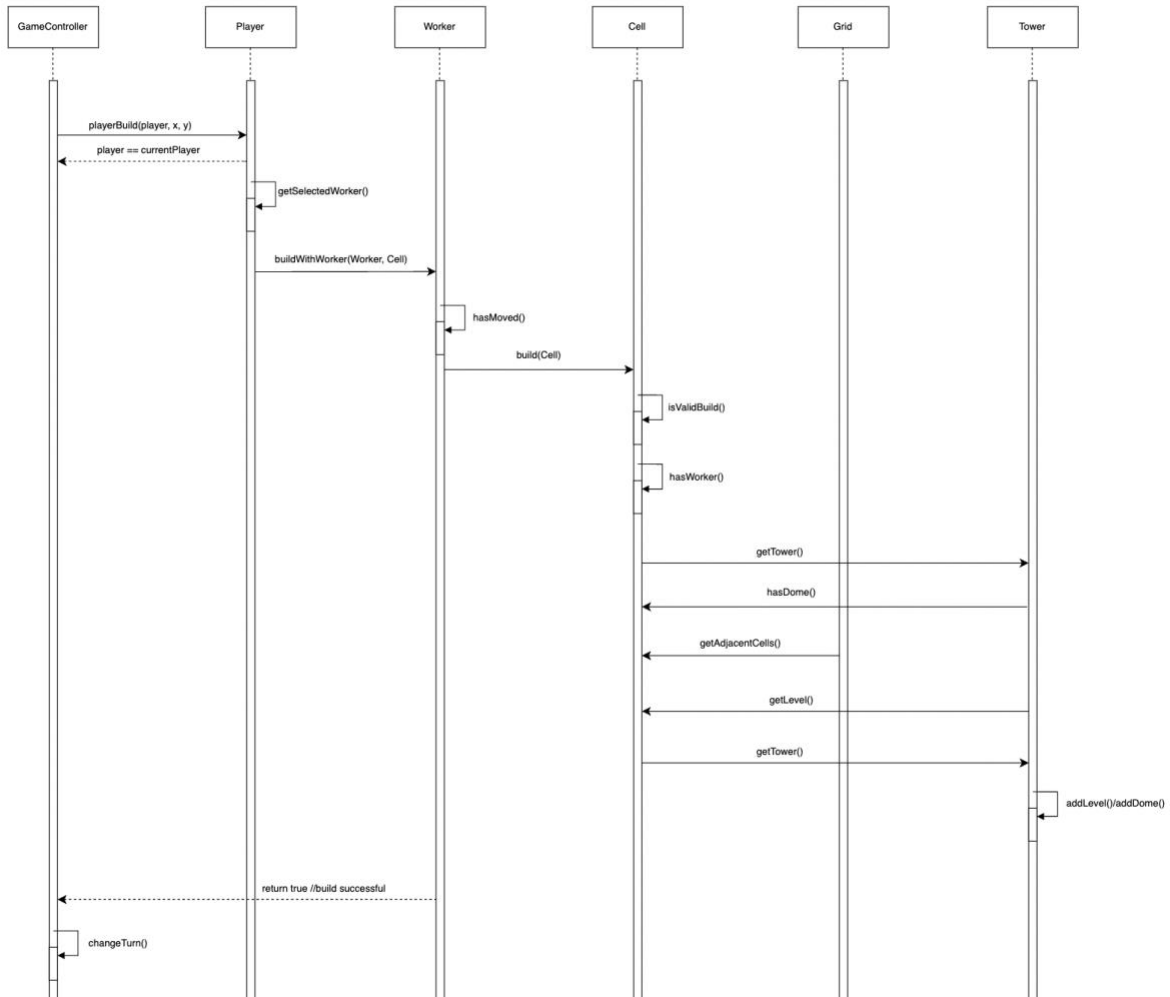 GameController
Player
Worker
Cell
Grid
Tower
playerBuild(player, x, y)
player == currentPlayer
getSelectedWorker()
buildWithWorker(Worker, Cell)
hasMoved()
build(Cell)
isValidBuild()
hasWorker()
getTower()
hasDome()
getAdjacentCells()
getLevel()
getTower()
addLevel()/addDome()
return true //build successful
changeTurn()